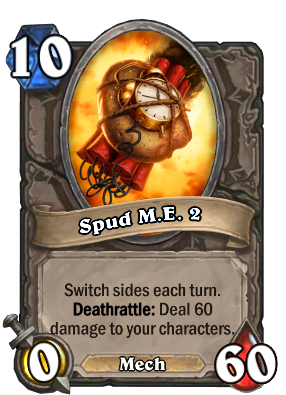 10
Spud M.E. 2
Switch sides each turn.
Deathrattle: Deal 60
damage to your characters.
0
Mech
60